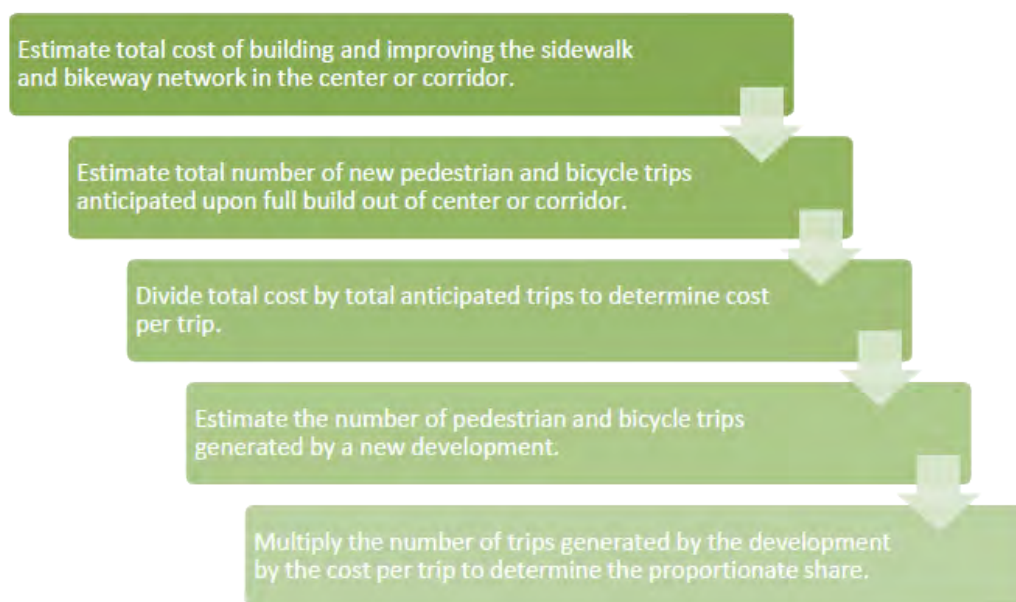 Estimate total cost of building and improving the sidewalk
and bikeway network in the center or corridor.
Estimate total number of new pedestrian and bicycle trips
anticipated upon full build out of center or corridor.
Divide total cost by total anticipated trips to determine cost
per trip.
Estimate the number of pedestrian and bicycle trips
generated by a new development.
Multiply the number of trips generated by the development
by the cost per trip to determine the proportionate share.